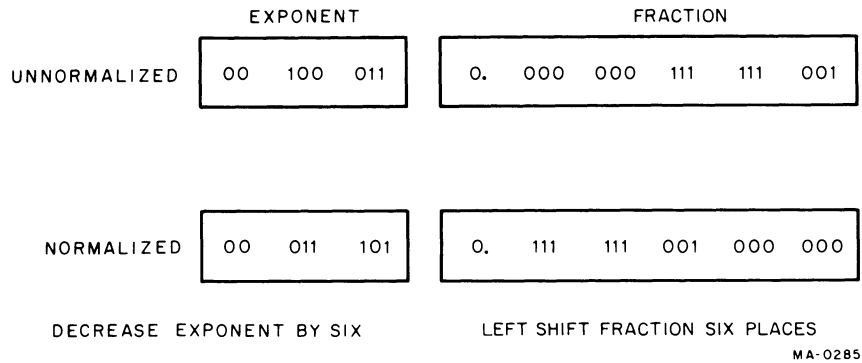 EXPONENT FRACTION
UNNORMALIZED 00 100 011 0. 000 000 111 111 001
NORMALIZED 00 011 101 0. 111 111 001 000 000
DECREASE EXPONENT BY SIX LEFT SHIFT FRACTION SIX PLACES
MA-0285